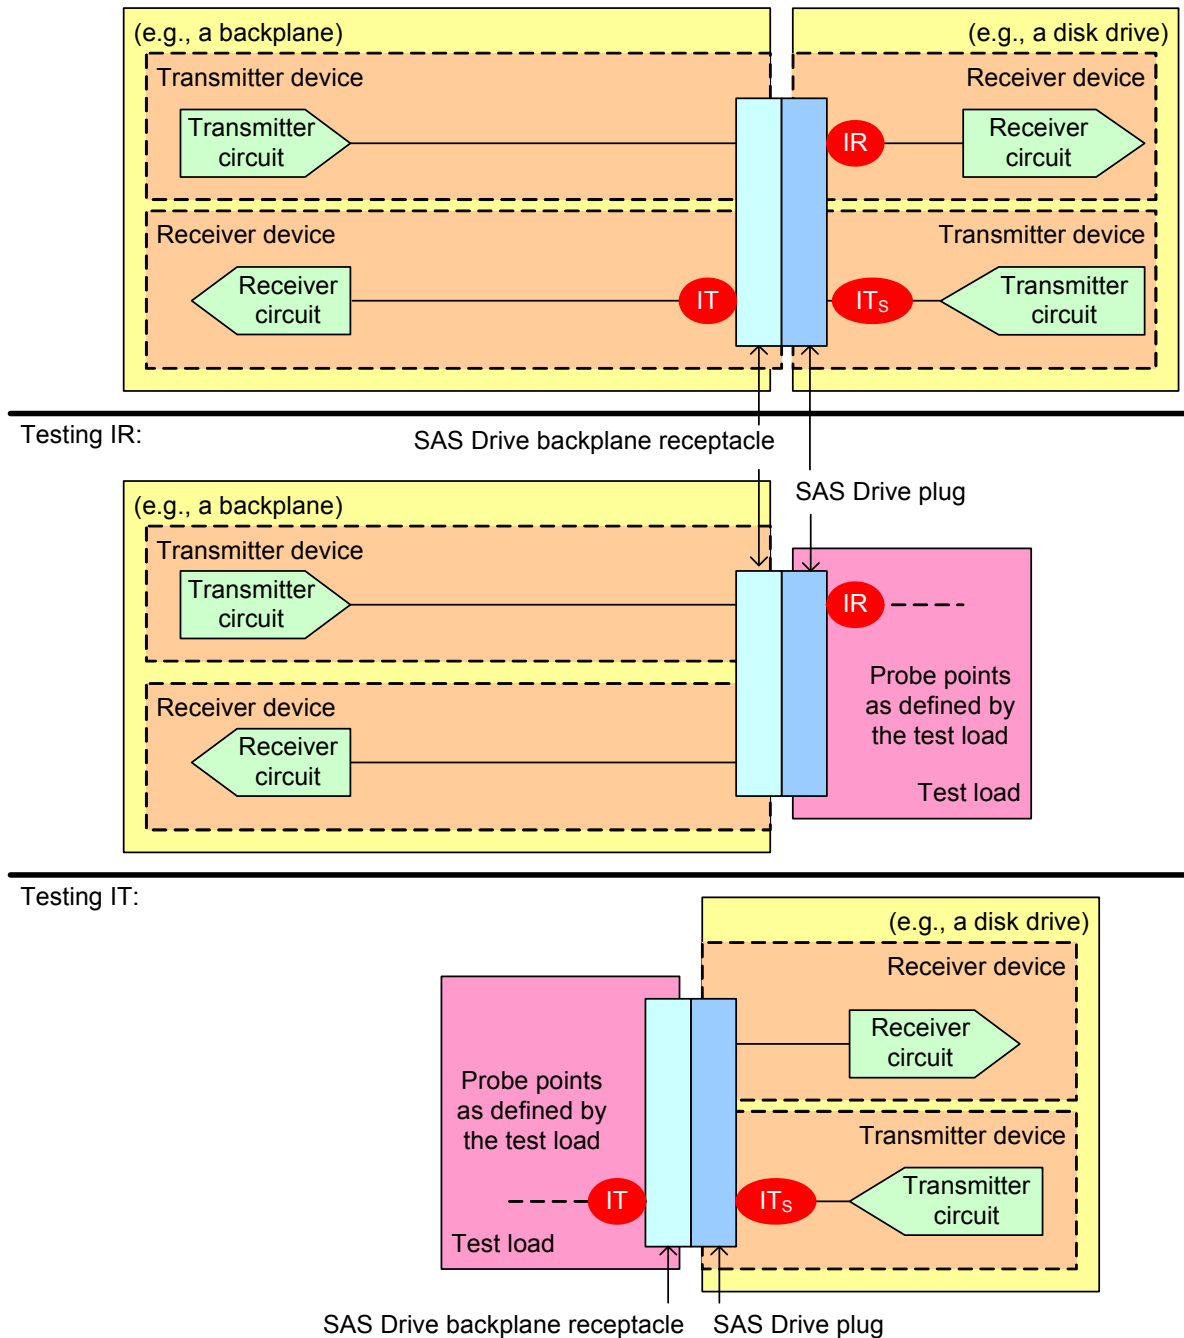 (e.g., a backplane)
(e.g., a disk drive)
Transmitter device
Receiver device
Transmitter
circuit
IR
Receiver
circuit
Receiver device
Transmitter device
Receiver
circuit
IT
ITS
Transmitter
circuit
Testing IR:
SAS Drive backplane receptacle
SAS Drive plug
(e.g., a backplane)
Transmitter device
Transmitter
circuit
IR
Receiver device
Receiver
circuit
Probe points
as defined by
the test load
Test load
Testing IT:
(e.g., a disk drive)
Receiver device
Receiver
circuit
Probe points
as defined by
the test load
Transmitter device
IT
ITS
Transmitter
circuit
Test load
SAS Drive backplane receptacle
SAS Drive plug